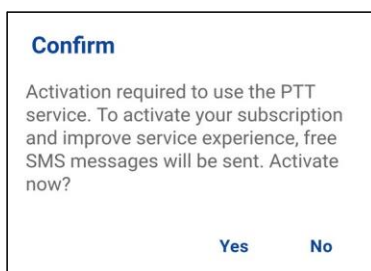 Confirm
Activation required to use the PTT
service. To activate your subscription
and improve service experience, free
SMS messages will be sent. Activate
now?
Yes No